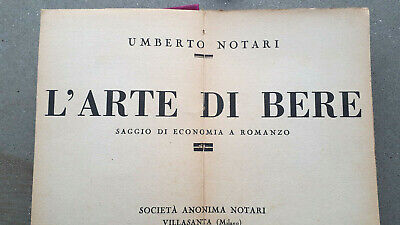 UMBERTO NOTARI
L'ARTE DI BERE
SAGGIO DI ECONOMIA A ROMANZO
SOCIETÀ ANONIMA NOTARI
VILLASANTA (Milano)